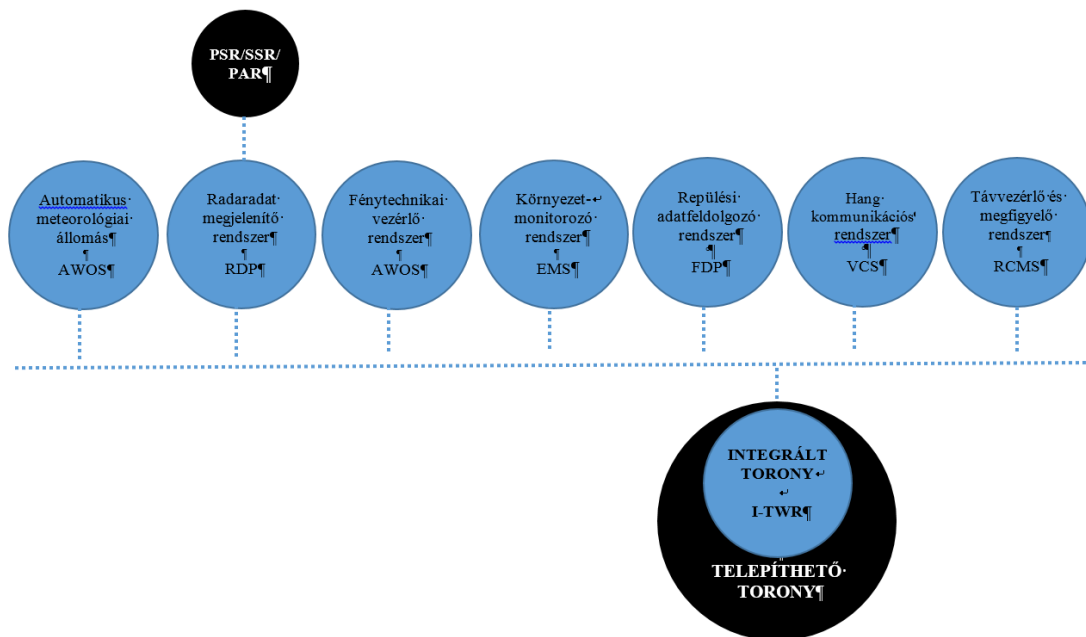 PSR/SSR/
PAR¶
Automatikus·
meteorológiai·
állomás¶
¶
AWOS¶
Radaradat·
megjelenítő·
rendszer¶
¶
RDP¶
Fénytechnikai·
vezérlő·
rendszer¶
¶
AWOS¶
Környezet-↵
monitorozó·
rendszer¶
¶
EMS¶
Repülési·
adatfeldolgozó·
rendszer¶
¶
FDP¶
Hang·
kommunikációs·
rendszer¶
¶
VCS¶
Távvezérlő·és·
megfigyelő·
rendszer¶
¶
RCMS¶
INTEGRÁLT·
TORONY↵
↵
I-TWR¶
TELEPÍTHETŐ·
TORONY¶